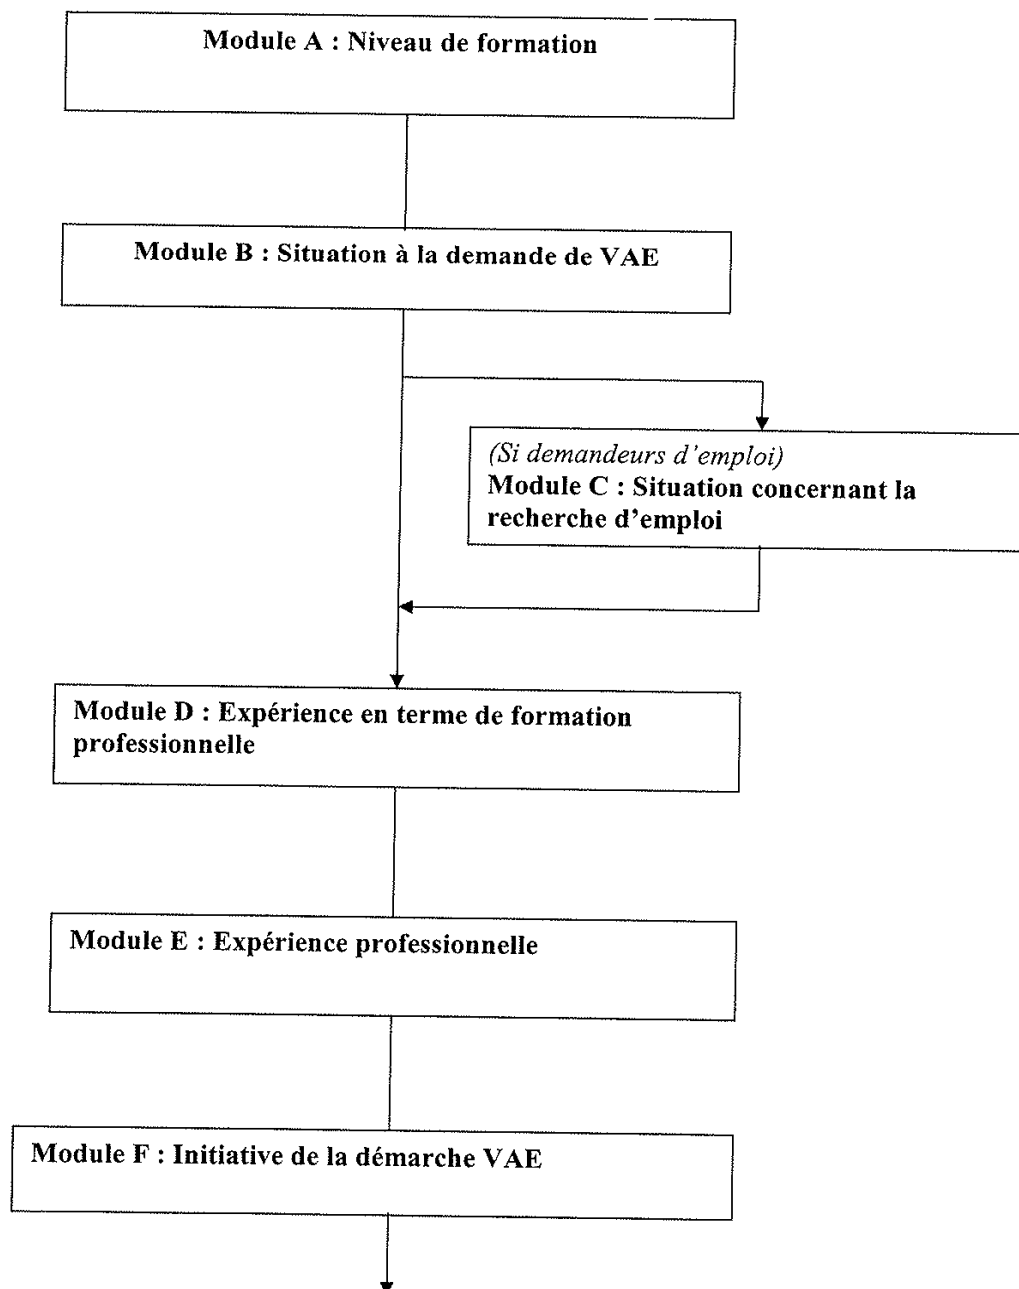 Module A : Niveau de formation
Module B : Situation à la demande de VAE
(Si demandeurs d'emploi)
Module C : Situation concernant la
recherche d'emploi
Module D : Expérience en terme de formation
professionnelle
Module E : Expérience professionnelle
Module F : Initiative de la démarche VAE